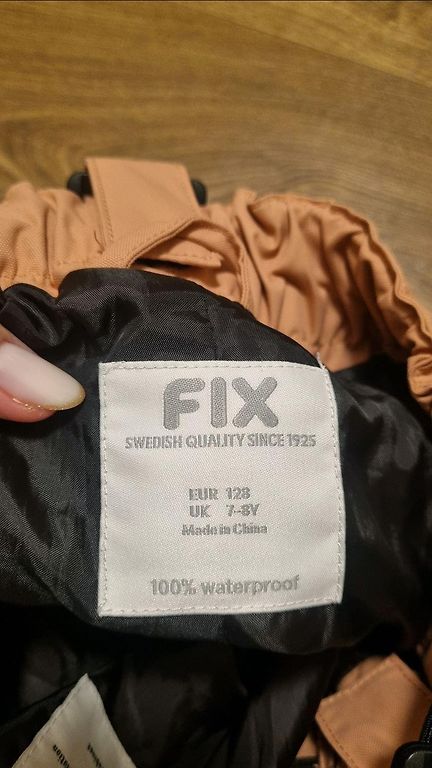 FIX
SWEDISH QUALITY SINCE 1925
EUR 128
UK 7-8Y
Made in China
100% waterproof